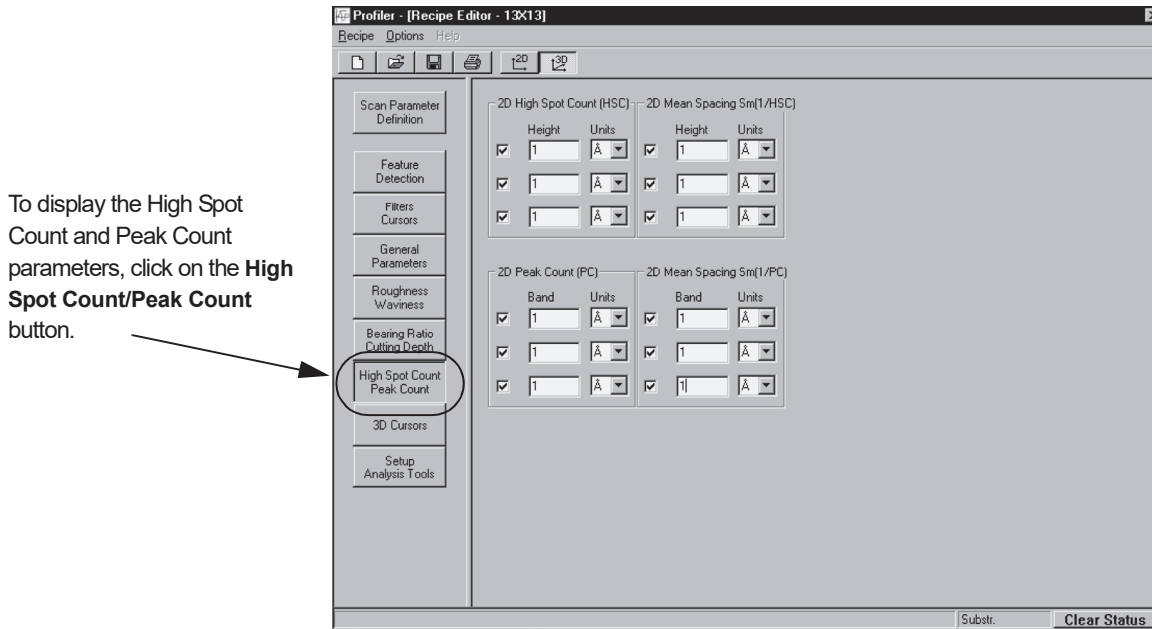 Profiler - [Recipe Editor - 13X13]
Recipe Options Help
2D 3D
To display the High Spot
Count and Peak Count
parameters, click on the High
Spot Count/Peak Count
button.
Scan Parameter
Definition
Feature
Detection
Filters
Cursors
General
Parameters
Roughness
Waviness
Bearing Ratio
Cutting Depth
High Spot Count
Peak Count
3D Cursors
Setup
Analysis Tools
2D High Spot Count (HSC) 2D Mean Spacing Sm(1/HSC)
Height Units Height Units
1 Å 1 Å
1 Å 1 Å
1 Å 1 Å
2D Peak Count (PC) 2D Mean Spacing Sm(1/PC)
Band Units Band Units
1 Å 1 Å
1 Å 1 Å
1 Å 1 Å
Substr. Clear Status